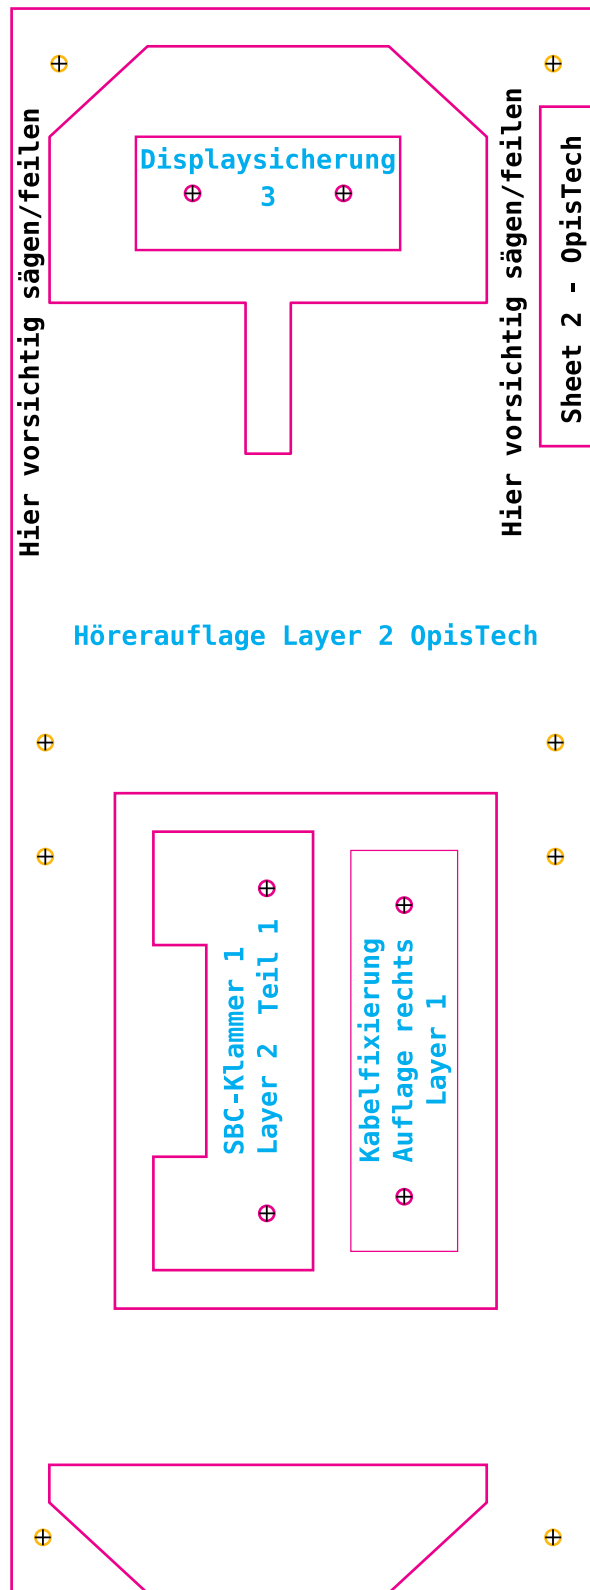 Displaysicherung
3
Hier vorsichtig sägen/feilen
Hier vorsichtig sägen/feilen
Sheet 2 - OpisTech
Hörerauflage Layer 2 OpisTech
SBC-Klammer 1
Layer 2 Teil 1
Kabelfixierung
Auflage rechts
Layer 1